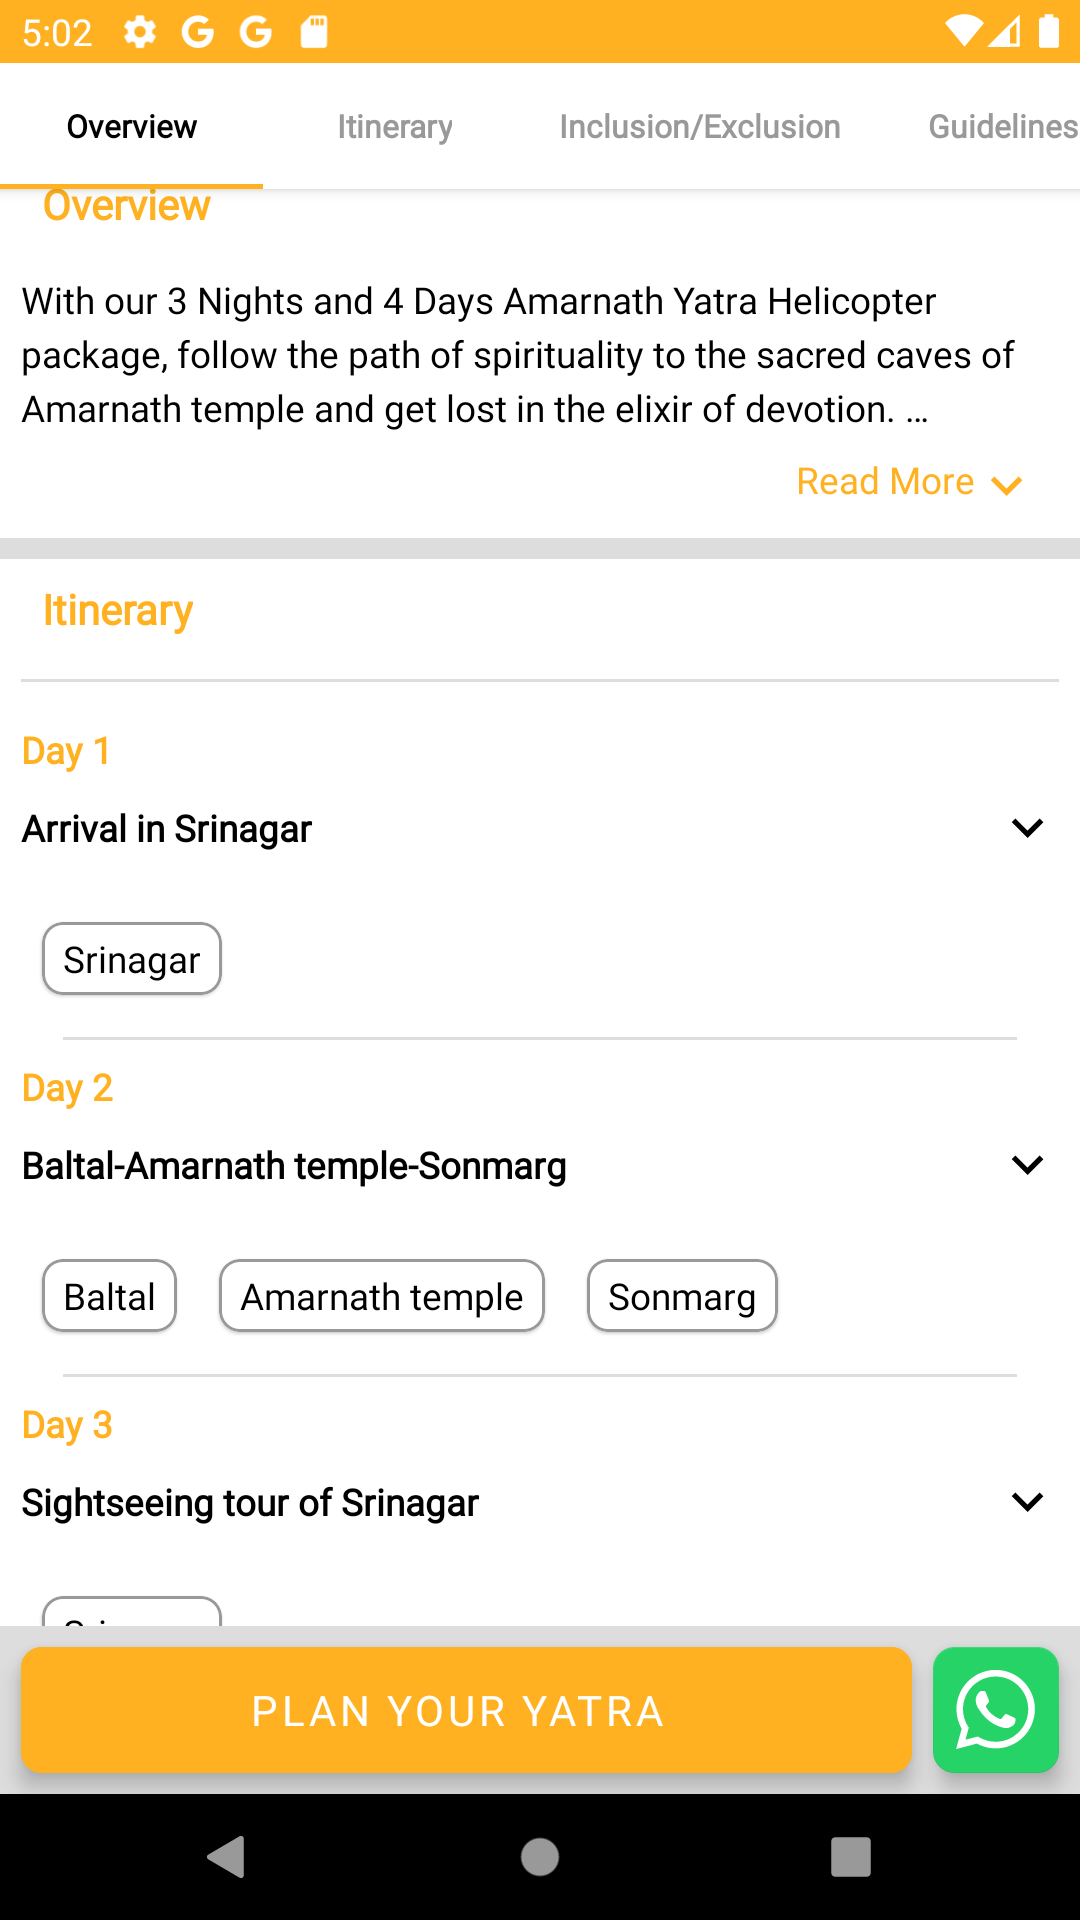 5:02
Overview Itinerary Inclusion/Exclusion Guidelines
Overview
With our 3 Nights and 4 Days Amarnath Yatra Helicopter
package, follow the path of spirituality to the sacred caves of
Amarnath temple and get lost in the elixir of devotion. ...
Read More
Itinerary
Day 1
Arrival in Srinagar
Srinagar
Day 2
Baltal-Amarnath temple-Sonmarg
Baltal Amarnath temple Sonmarg
Day 3
Sightseeing tour of Srinagar
PLAN YOUR YATRA